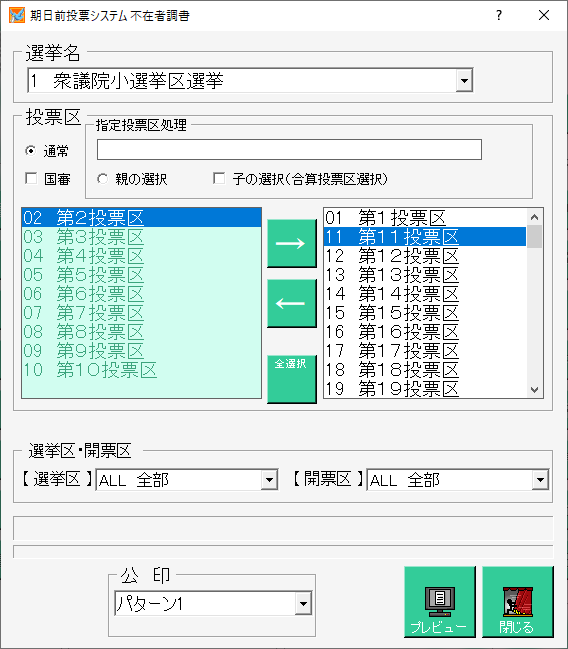 期日前投票システム 不在者調書
選挙名
1 衆議院小選挙区選挙
投票区
指定投票区処理
通常
国審
親の選択
子の選択(合算投票区選択)
02 第2投票区
03 第3投票区
04 第4投票区
05 第5投票区
06 第6投票区
07 第7投票区
08 第8投票区
09 第9投票区
10 第10投票区
→
←
全選択
01 第1投票区
11 第11投票区
12 第12投票区
13 第13投票区
14 第14投票区
15 第15投票区
16 第16投票区
17 第17投票区
18 第18投票区
19 第19投票区
選挙区・開票区
【 選挙区 】 ALL 全部
【 開票区 】 ALL 全部
公 印
パターン1
プレビュー
閉じる